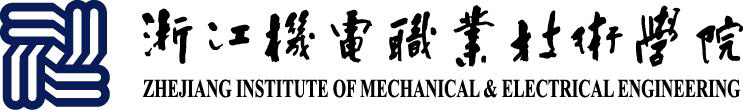 浙江機電職業技術學院
ZHEJIANG INSTITUTE OF MECHANICAL & ELECTRICAL ENGINEERING